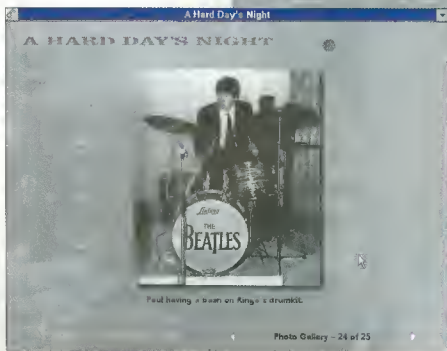 A Hard Day's Night
A HARD DAY'S NIGHT
Ludwig
THE
BEATLES
Paul having a bash on Ringo's drumkit.
Photo Gallery - 24 of 25